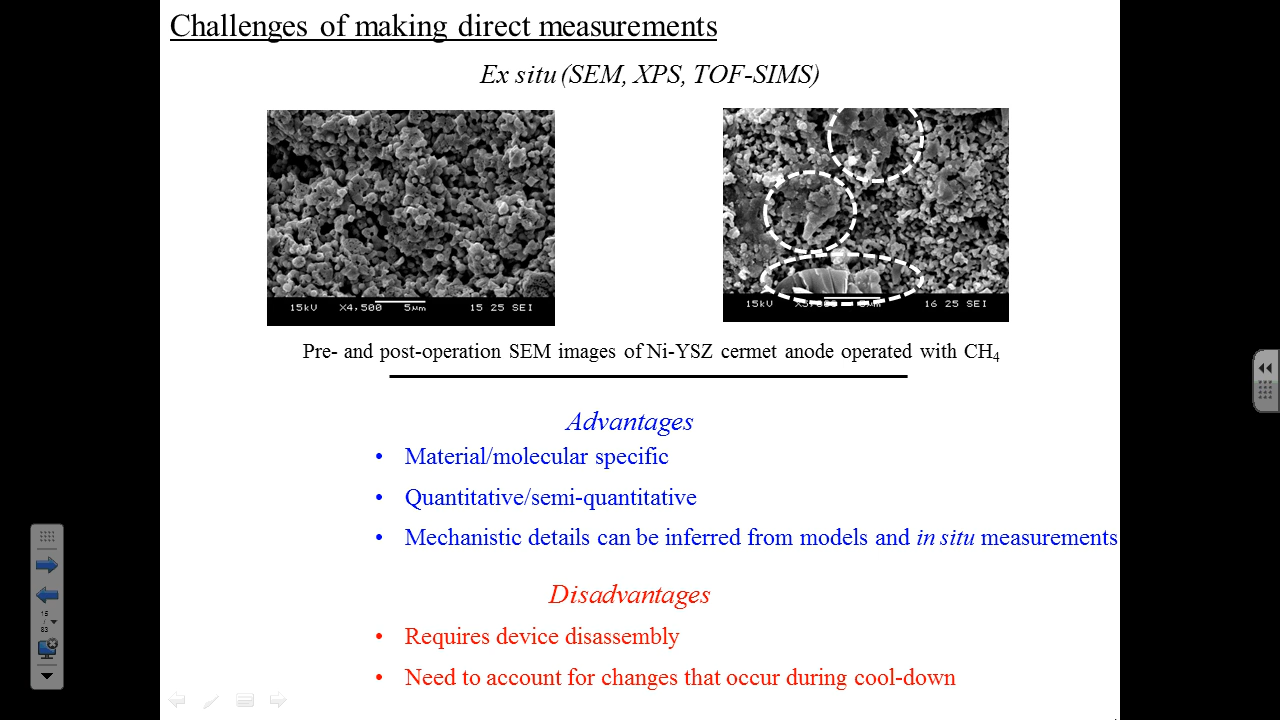 Challenges of making direct measurements
Ex situ (SEM, XPS, TOF-SIMS)
15kV X4,500 5µm 15 25 SEI
15kV 5µm 16 25 SEI
Pre- and post-operation SEM images of Ni-YSZ cermet anode operated with CH₄
Advantages
• Material/molecular specific
• Quantitative/semi-quantitative
• Mechanistic details can be inferred from models and in situ measurements
Disadvantages
• Requires device disassembly
• Need to account for changes that occur during cool-down
15
/
83